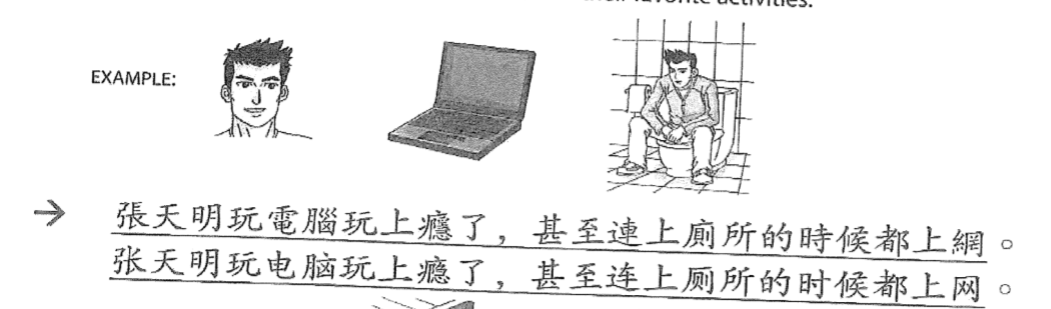 favorite activities.
EXAMPLE:
→ 張天明玩電腦玩上癮了，甚至連上廁所的時候都上網。
张天明玩电脑玩上瘾了，甚至连上厕所的时候都上网。